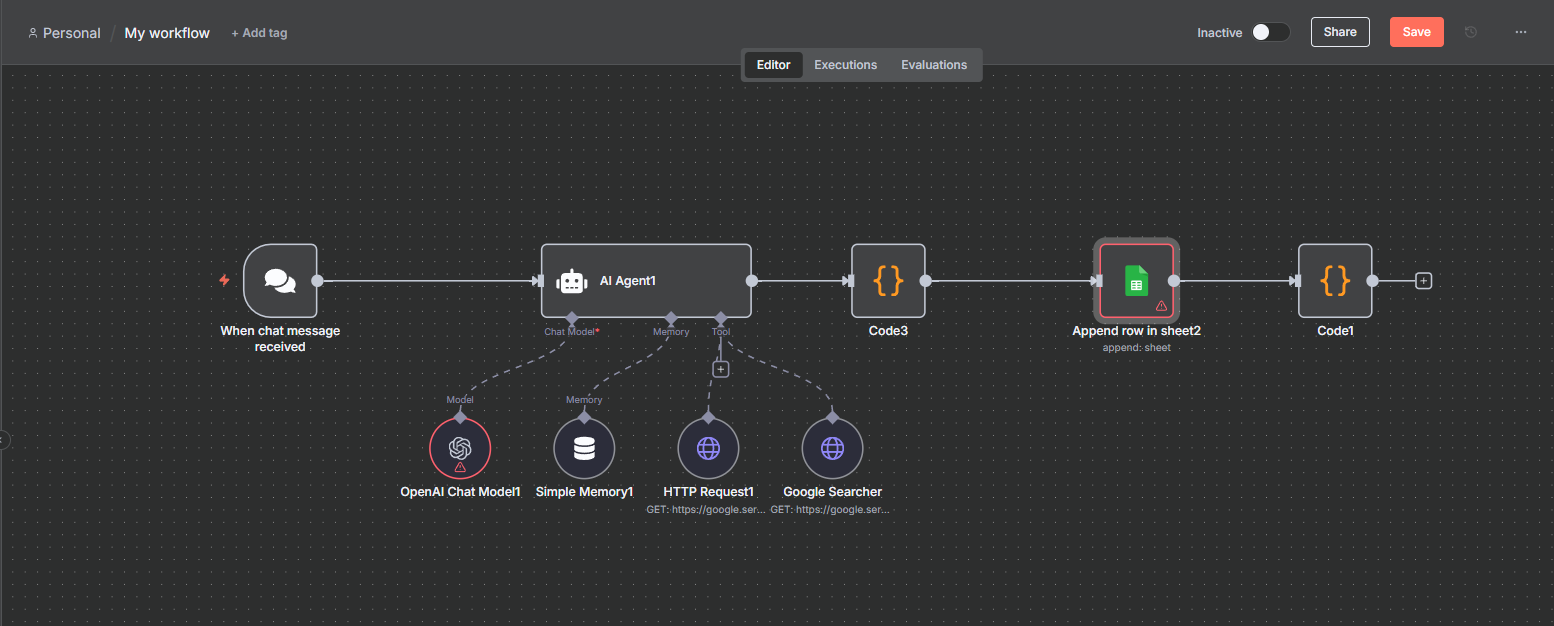 Personal / My workflow + Add tag
Inactive
Share
Save
Editor
Executions
Evaluations
AI Agent1
Chat Model*
Memory
Tool
When chat message
received
Code3
Append row in sheet2
append: sheet
Code1
Model
Memory
OpenAI Chat Model1
Simple Memory1
HTTP Request1
GET: https://google.ser...
Google Searcher
GET: https://google.ser...